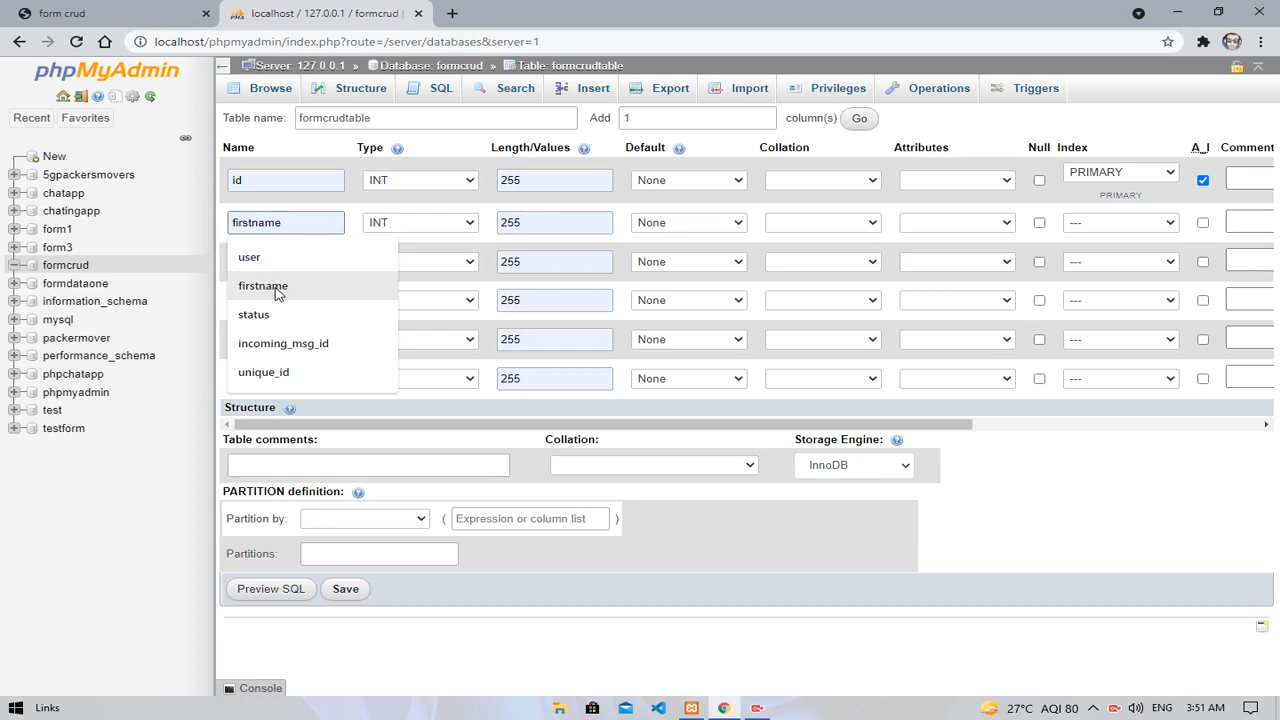 form crud
localhost / 127.0.0.1 / formcrud |
localhost/phpmyadmin/index.php?route=/server/databases&server=1
phpMyAdmin
Recent
Favorites
New
5gpackersmovers
chatapp
chatingapp
form1
form3
formcrud
formdataone
information_schema
mysql
packermover
performance_schema
phpchatapp
phpmyadmin
test
testform
Server: 127.0.0.1 » Database: formcrud » Table: formcrudtable
Browse Structure SQL Search Insert Export Import Privileges Operations Triggers
Table name: formcrudtable Add 1 column(s) Go
Name Type Length/Values Default Collation Attributes Null Index A_I Comment
id INT 255 None PRIMARY
PRIMARY
firstname INT 255 None ---
user 255 None ---
firstname 255 None ---
status
incoming_msg_id 255 None ---
unique_id 255 None ---
Structure
Table comments: Collation: Storage Engine:
InnoDB
PARTITION definition:
Partition by: ( Expression or column list )
Partitions:
Preview SQL Save
Console
Links
27°C AQI 80 ENG 3:51 AM